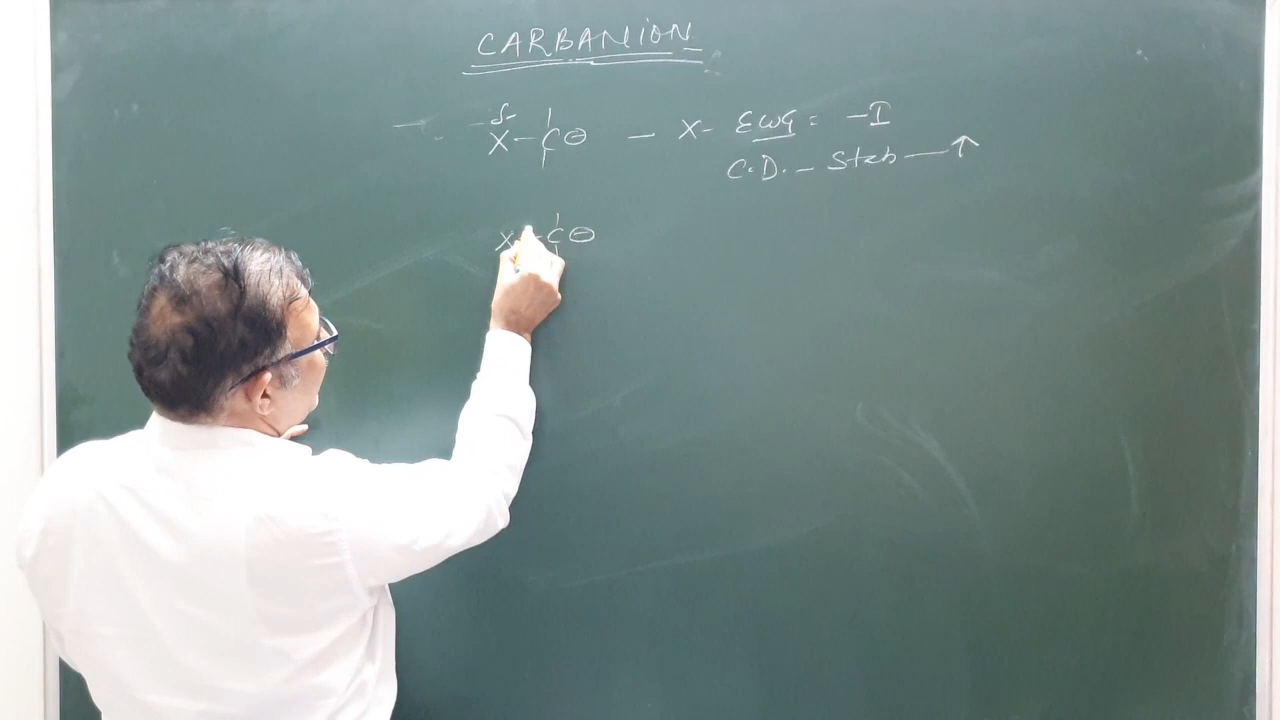 CARBANION
δ-
X-C⊖ — X- EWG = -I
C.D. - Stab — ↑
X-C⊖